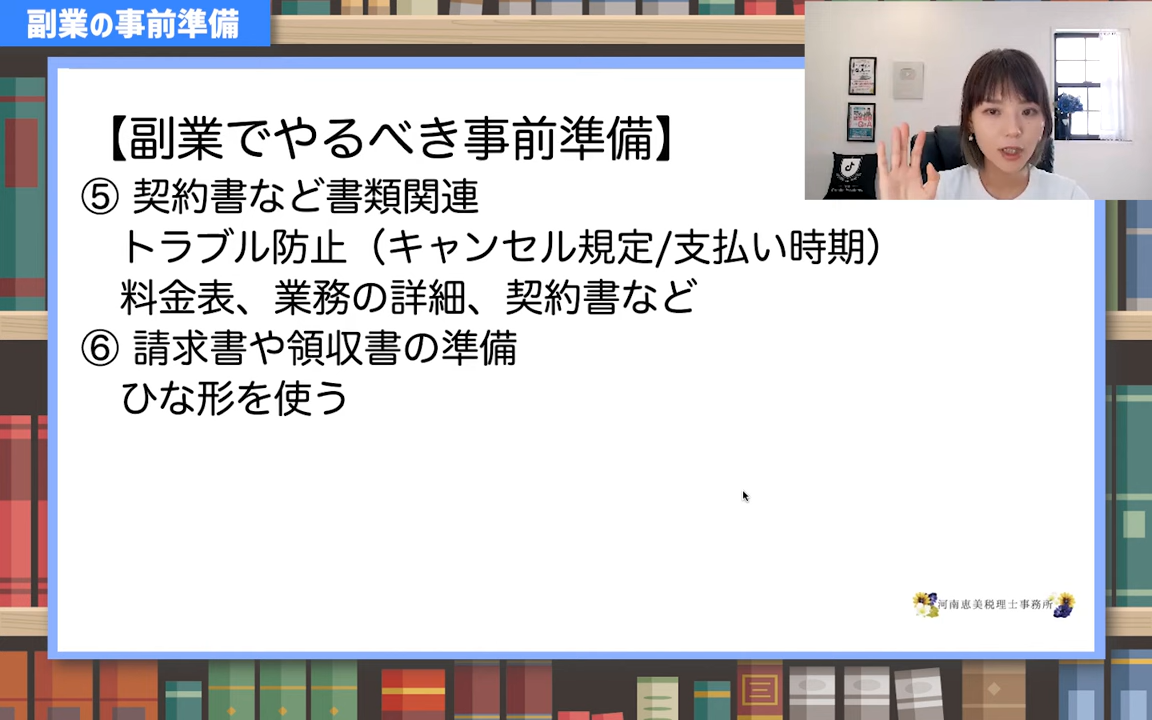 副業の事前準備
【副業でやるべき事前準備】
⑤ 契約書など書類関連
トラブル防止（キャンセル規定/支払い時期）
料金表、業務の詳細、契約書など
⑥ 請求書や領収書の準備
ひな形を使う
河南恵美税理士事務所